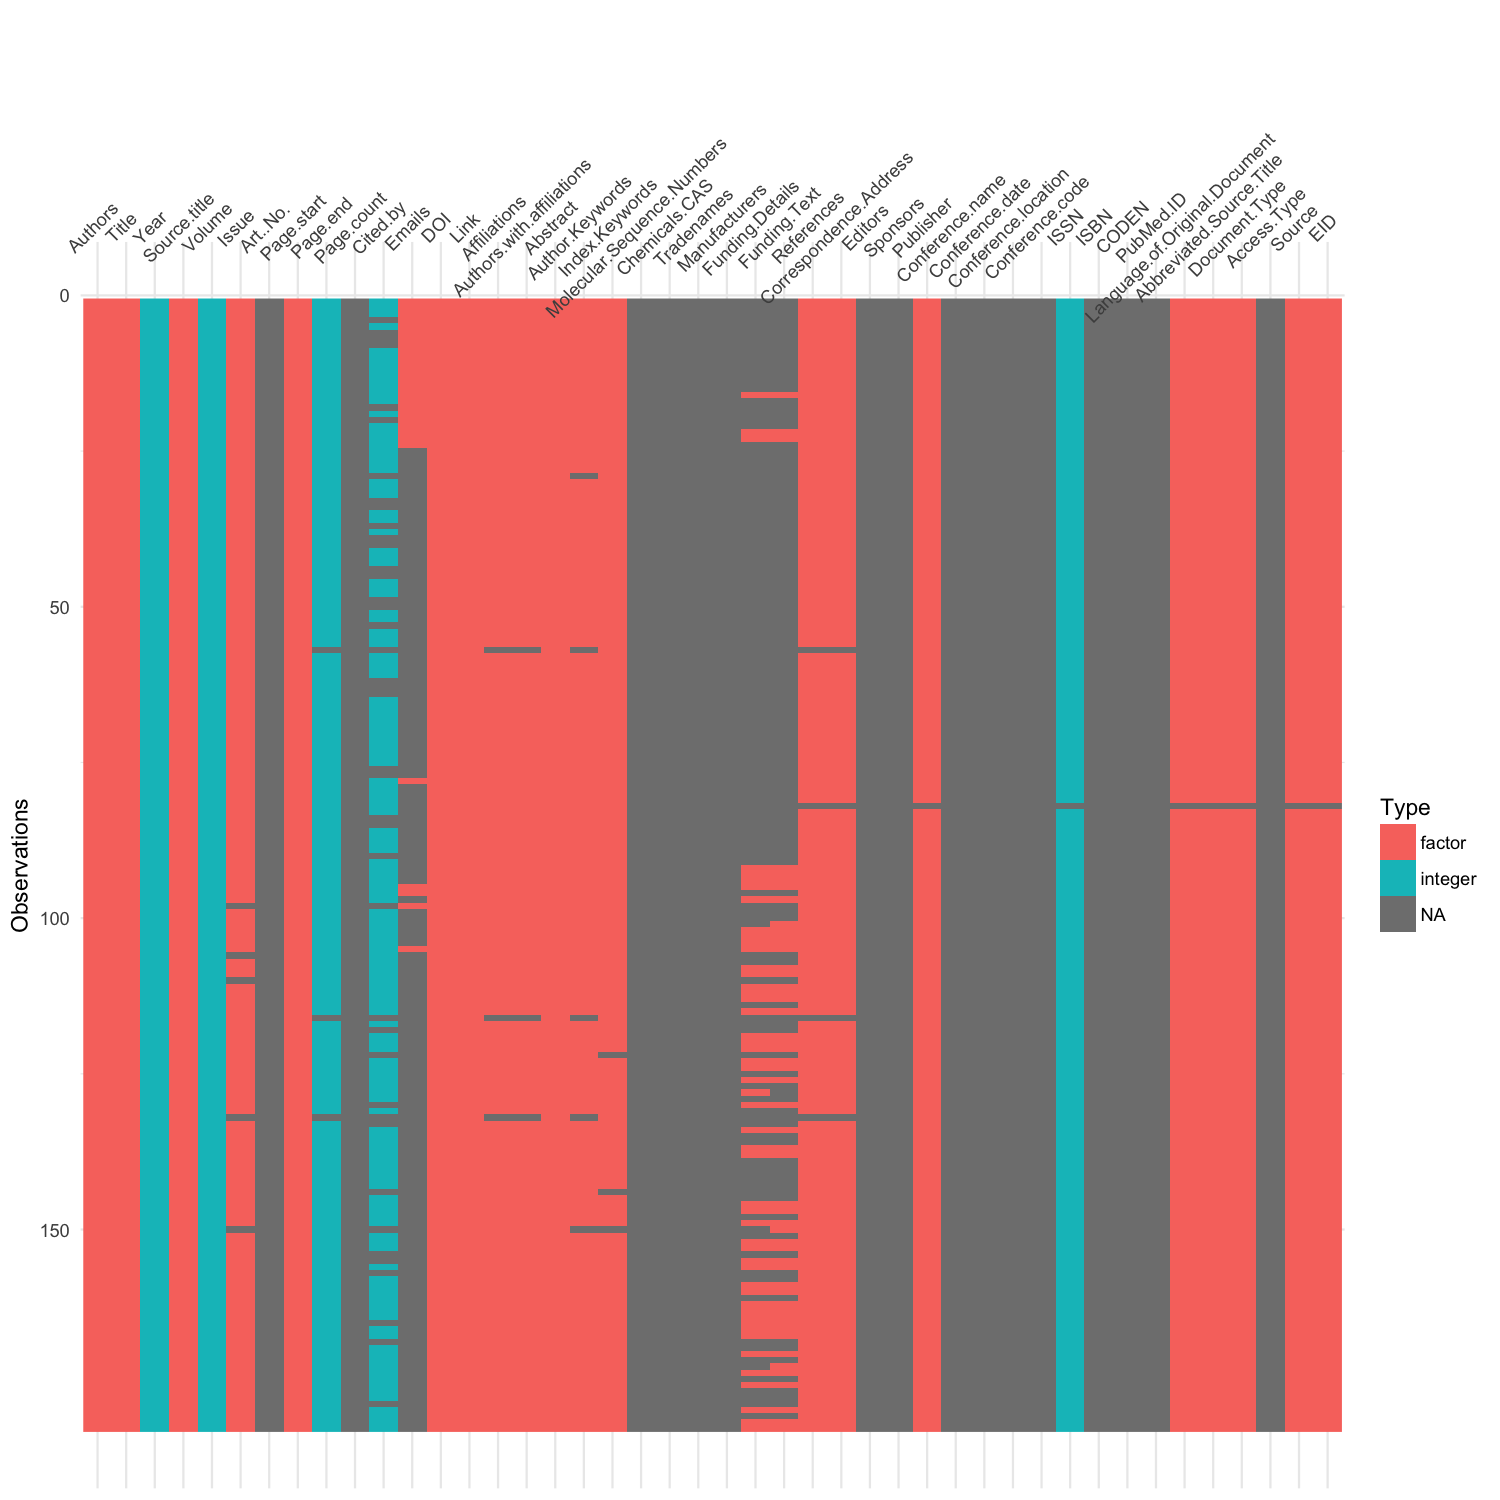 Authors
Title
Year
Source.title
Volume
Issue
Art..No.
Page.start
Page.end
Page.count
Cited.by
Emails
DOI
Link
Affiliations
Authors.with.affiliations
Abstract
Author.Keywords
Index.Keywords
Molecular.Sequence.Numbers
Chemicals.CAS
Tradenames
Manufacturers
Funding.Details
Funding.Text
References
Correspondence.Address
Editors
Sponsors
Publisher
Conference.name
Conference.date
Conference.location
Conference.code
ISSN
ISBN
CODEN
PubMed.ID
Language.of.Original.Document
Abbreviated.Source.Title
Document.Type
Access.Type
Source
EID
0
50
100
150
Observations
Type
factor
integer
NA